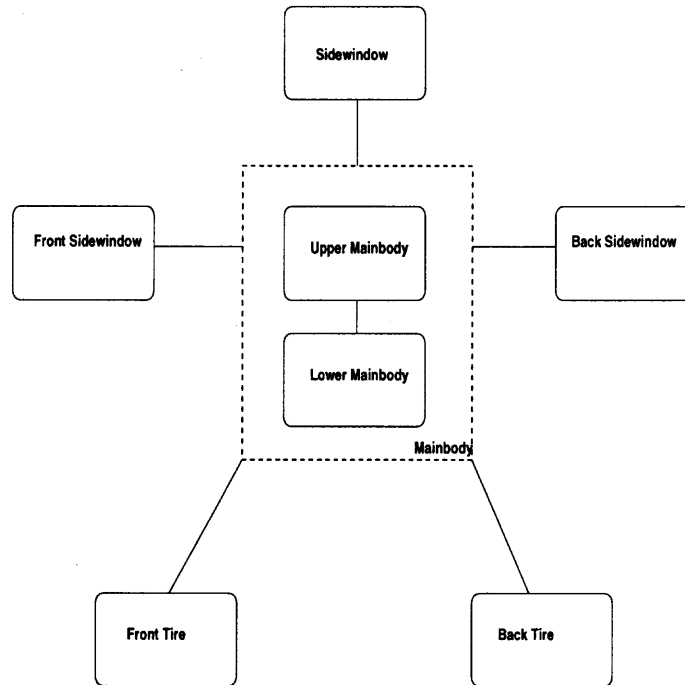 Sidewindow
Front Sidewindow
Upper Mainbody
Back Sidewindow
Lower Mainbody
Mainbody
Front Tire
Back Tire